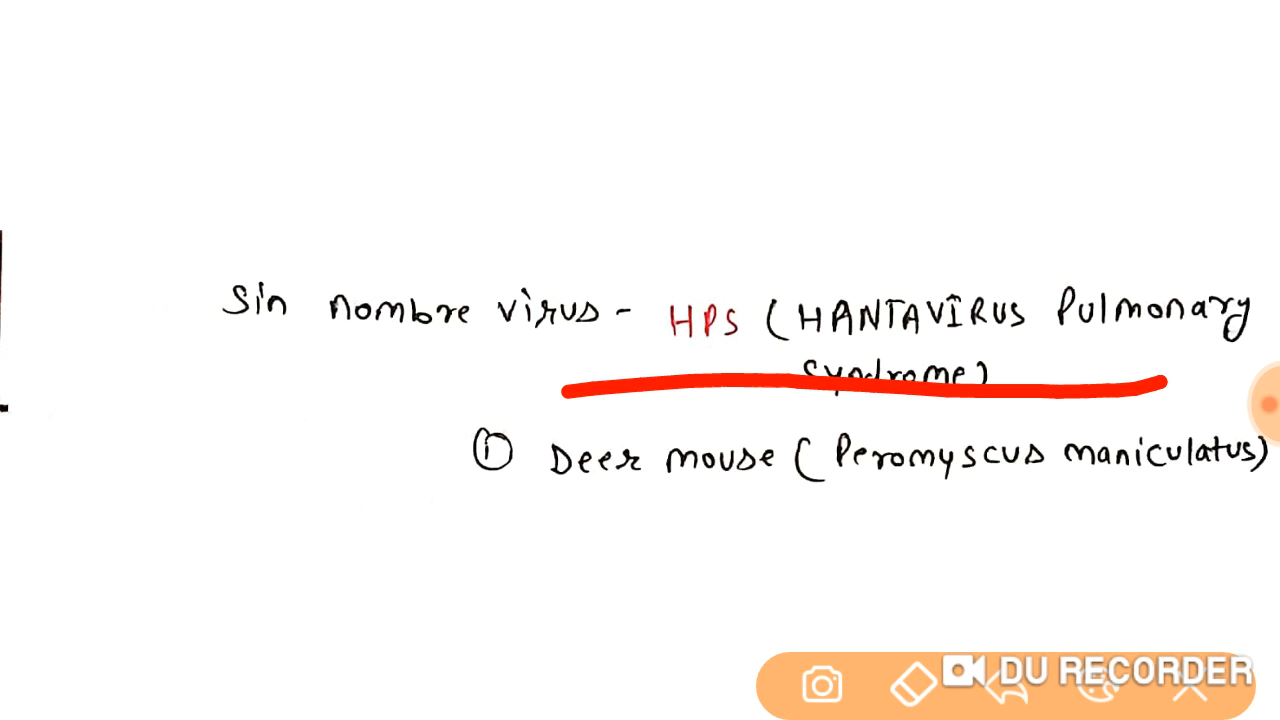 Sin nombre virus - HPS (HANTAVIRUS Pulmonary
syndrome)
① Deer mouse (Peromyscus maniculatus)
DU RECORDER